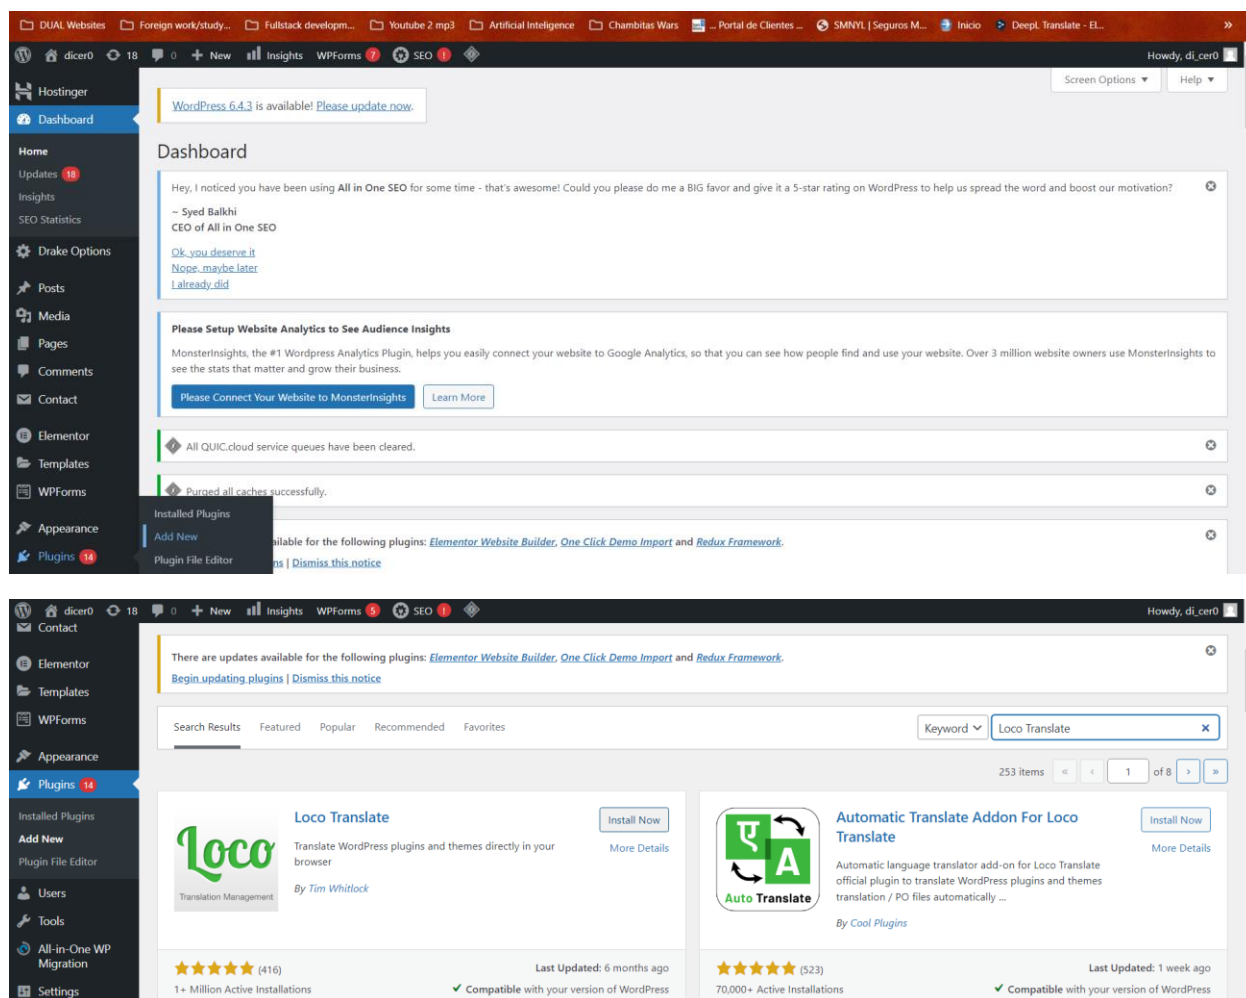 DUAL Websites Foreign work/study... Fullstack developm... Youtube 2 mp3 Artificial Inteligence Chambitas Wars ... Portal de Clientes ... SMNYL | Seguros M... Inicio DeepL Translate - El... »
dicer0 18 0 + New Insights WPForms 7 SEO ! Howdy, di_cer0
Screen Options ▼ Help ▼
Hostinger
WordPress 6.4.3 is available! Please update now.
Dashboard
Home
Updates 18
Insights
SEO Statistics
Drake Options
Posts
Media
Pages
Comments
Contact
Elementor
Templates
WPForms
Appearance
Plugins 14
Installed Plugins
Add New
Plugin File Editor
Dashboard
Hey, I noticed you have been using All in One SEO for some time - that's awesome! Could you please do me a BIG favor and give it a 5-star rating on WordPress to help us spread the word and boost our motivation?
~ Syed Balkhi
CEO of All in One SEO
Ok, you deserve it
Nope, maybe later
I already did
Please Setup Website Analytics to See Audience Insights
MonsterInsights, the #1 Wordpress Analytics Plugin, helps you easily connect your website to Google Analytics, so that you can see how people find and use your website. Over 3 million website owners use MonsterInsights to
see the stats that matter and grow their business.
Please Connect Your Website to MonsterInsights Learn More
All QUIC.cloud service queues have been cleared.
Purged all caches successfully.
ailable for the following plugins: Elementor Website Builder, One Click Demo Import and Redux Framework.
ns | Dismiss this notice
dicer0 18 0 + New Insights WPForms 5 SEO ! Howdy, di_cer0
Contact
Elementor
Templates
WPForms
Appearance
Plugins 14
Installed Plugins
Add New
Plugin File Editor
Users
Tools
All-in-One WP
Migration
Settings
There are updates available for the following plugins: Elementor Website Builder, One Click Demo Import and Redux Framework.
Begin updating plugins | Dismiss this notice
Search Results Featured Popular Recommended Favorites Keyword Loco Translate ×
253 items « ‹ 1 of 8 › »
Loco
Translation Management
Loco Translate
Install Now
More Details
Translate WordPress plugins and themes directly in your
browser
By Tim Whitlock
(416)
1+ Million Active Installations
Last Updated: 6 months ago
✔ Compatible with your version of WordPress
ए A
Auto Translate
Automatic Translate Addon For Loco
Translate
Install Now
More Details
Automatic language translator add-on for Loco Translate
official plugin to translate WordPress plugins and themes
translation / PO files automatically ...
By Cool Plugins
(523)
70,000+ Active Installations
Last Updated: 1 week ago
✔ Compatible with your version of WordPress